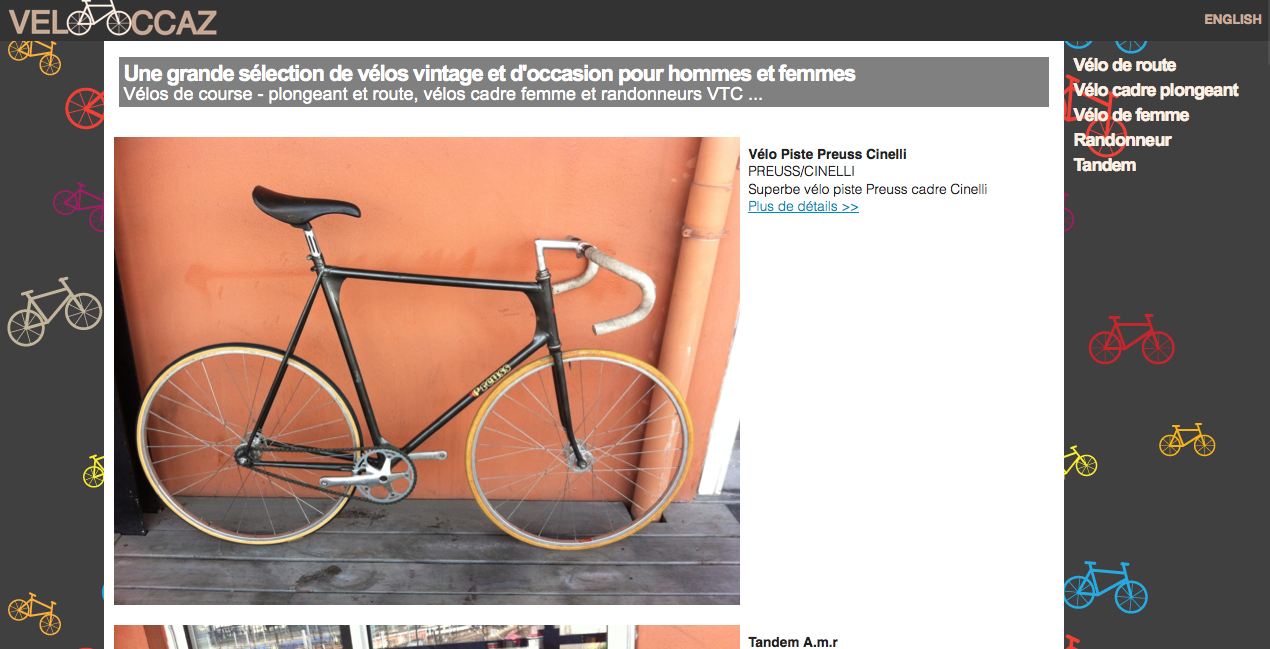 VELOCCAZ
ENGLISH
Une grande sélection de vélos vintage et d'occasion pour hommes et femmes
Vélos de course - plongeant et route, vélos cadre femme et randonneurs VTC ...
Vélo de route
Vélo cadre plongeant
Vélo de femme
Randonneur
Tandem
Vélo Piste Preuss Cinelli
PREUSS/CINELLI
Superbe vélo piste Preuss cadre Cinelli
Plus de détails >>
Preuss
Tandem A.m.r